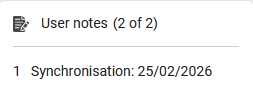 User notes (2 of 2)
1 Synchronisation: 25/02/2026